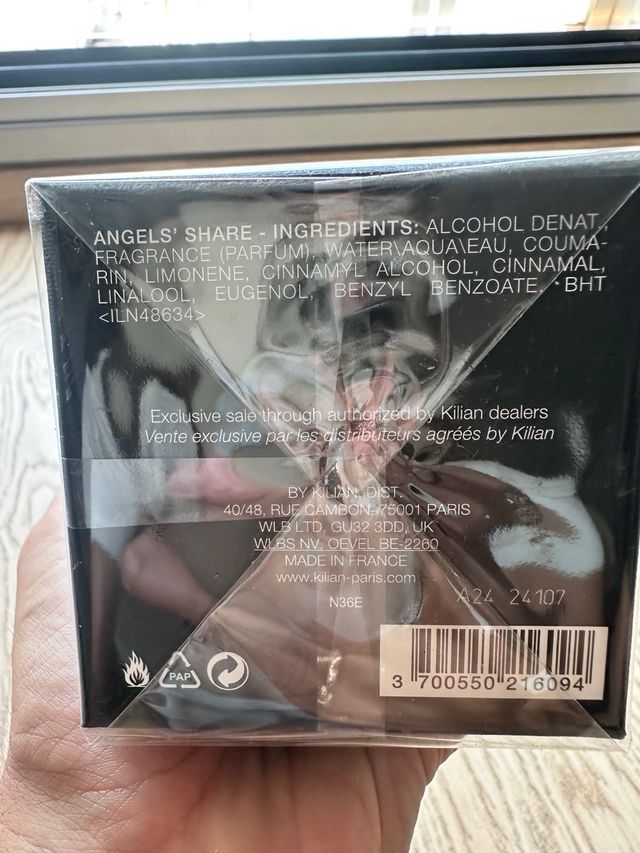 ANGELS' SHARE - INGREDIENTS: ALCOHOL DENAT.,
FRAGRANCE (PARFUM), WATER\AQUA\EAU, COUMA-
RIN, LIMONENE, CINNAMYL ALCOHOL, CINNAMAL,
LINALOOL, EUGENOL, BENZYL BENZOATE, BHT
<ILN48634>
Exclusive sale through authorized by Kilian dealers
Vente exclusive par les distributeurs agréés by Kilian
BY KILIAN, DIST.
40/48, RUE CAMBON, 75001 PARIS
WLB LTD, GU32 3DD, UK
WLBS NV, OEVEL BE-2260
MADE IN FRANCE
www.kilian-paris.com
N36E
A24 24107
PAP
3 700550 216094